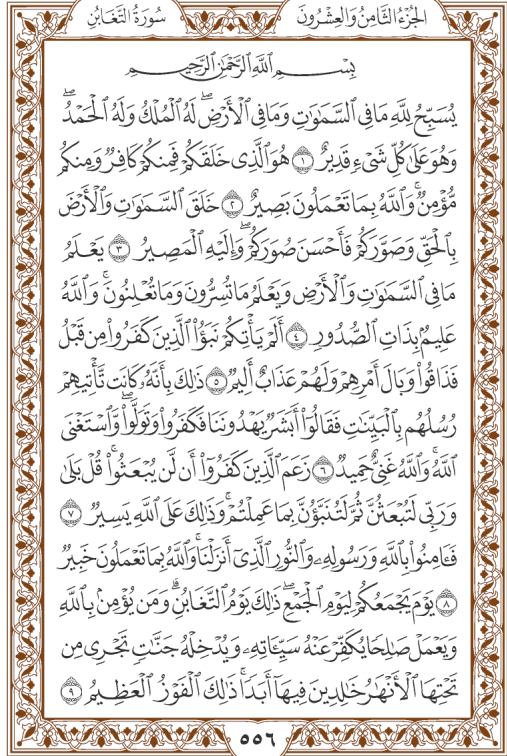 الجُزْءُ الثَّامِنُ وَالعِشْرُونَ سُورَةُ التَّغَابُنِ
بِسْمِ ٱللَّهِ ٱلرَّحْمَٰنِ ٱلرَّحِيمِ
يُسَبِّحُ لِلَّهِ مَا فِي ٱلسَّمَٰوَٰتِ وَمَا فِي ٱلْأَرْضِۖ لَهُ ٱلْمُلْكُ وَلَهُ ٱلْحَمْدُۖ
وَهُوَ عَلَىٰ كُلِّ شَيْءٖ قَدِيرٌ ١ هُوَ ٱلَّذِي خَلَقَكُمْ فَمِنكُمْ كَافِرٞ وَمِنكُم
مُّؤْمِنٞۚ وَٱللَّهُ بِمَا تَعْمَلُونَ بَصِيرٌ ٢ خَلَقَ ٱلسَّمَٰوَٰتِ وَٱلْأَرْضَ
بِٱلْحَقِّ وَصَوَّرَكُمْ فَأَحْسَنَ صُوَرَكُمْۖ وَإِلَيْهِ ٱلْمَصِيرُ ٣ يَعْلَمُ
مَا فِي ٱلسَّمَٰوَٰتِ وَٱلْأَرْضِ وَيَعْلَمُ مَا تُسِرُّونَ وَمَا تُعْلِنُونَۚ وَٱللَّهُ
عَلِيمُۢ بِذَاتِ ٱلصُّدُورِ ٤ أَلَمْ يَأْتِكُمْ نَبَؤُاْ ٱلَّذِينَ كَفَرُواْ مِن قَبْلُ
فَذَاقُواْ وَبَالَ أَمْرِهِمْ وَلَهُمْ عَذَابٌ أَلِيمٞ ٥ ذَٰلِكَ بِأَنَّهُۥ كَانَت تَّأْتِيهِمْ
رُسُلُهُم بِٱلْبَيِّنَٰتِ فَقَالُوٓاْ أَبَشَرٞ يَهْدُونَنَا فَكَفَرُواْ وَتَوَلَّواْۖ وَّٱسْتَغْنَى
ٱللَّهُۚ وَٱللَّهُ غَنِيٌّ حَمِيدٞ ٦ زَعَمَ ٱلَّذِينَ كَفَرُوٓاْ أَن لَّن يُبْعَثُواْۚ قُلْ بَلَىٰ
وَرَبِّي لَتُبْعَثُنَّ ثُمَّ لَتُنَبَّؤُنَّ بِمَا عَمِلْتُمْۚ وَذَٰلِكَ عَلَى ٱللَّهِ يَسِيرٞ ٧
فَـَٔامِنُواْ بِٱللَّهِ وَرَسُولِهِۦ وَٱلنُّورِ ٱلَّذِيٓ أَنزَلْنَاۚ وَٱللَّهُ بِمَا تَعْمَلُونَ خَبِيرٞ
٨ يَوْمَ يَجْمَعُكُمْ لِيَوْمِ ٱلْجَمْعِۖ ذَٰلِكَ يَوْمُ ٱلتَّغَابُنِۗ وَمَن يُؤْمِنۢ بِٱللَّهِ
وَيَعْمَلْ صَٰلِحٗا يُكَفِّرْ عَنْهُ سَيِّـَٔاتِهِۦ وَيُدْخِلْهُ جَنَّٰتٖ تَجْرِي مِن
تَحْتِهَا ٱلْأَنْهَٰرُ خَٰلِدِينَ فِيهَآ أَبَدٗاۚ ذَٰلِكَ ٱلْفَوْزُ ٱلْعَظِيمُ ٩
٥٥٦